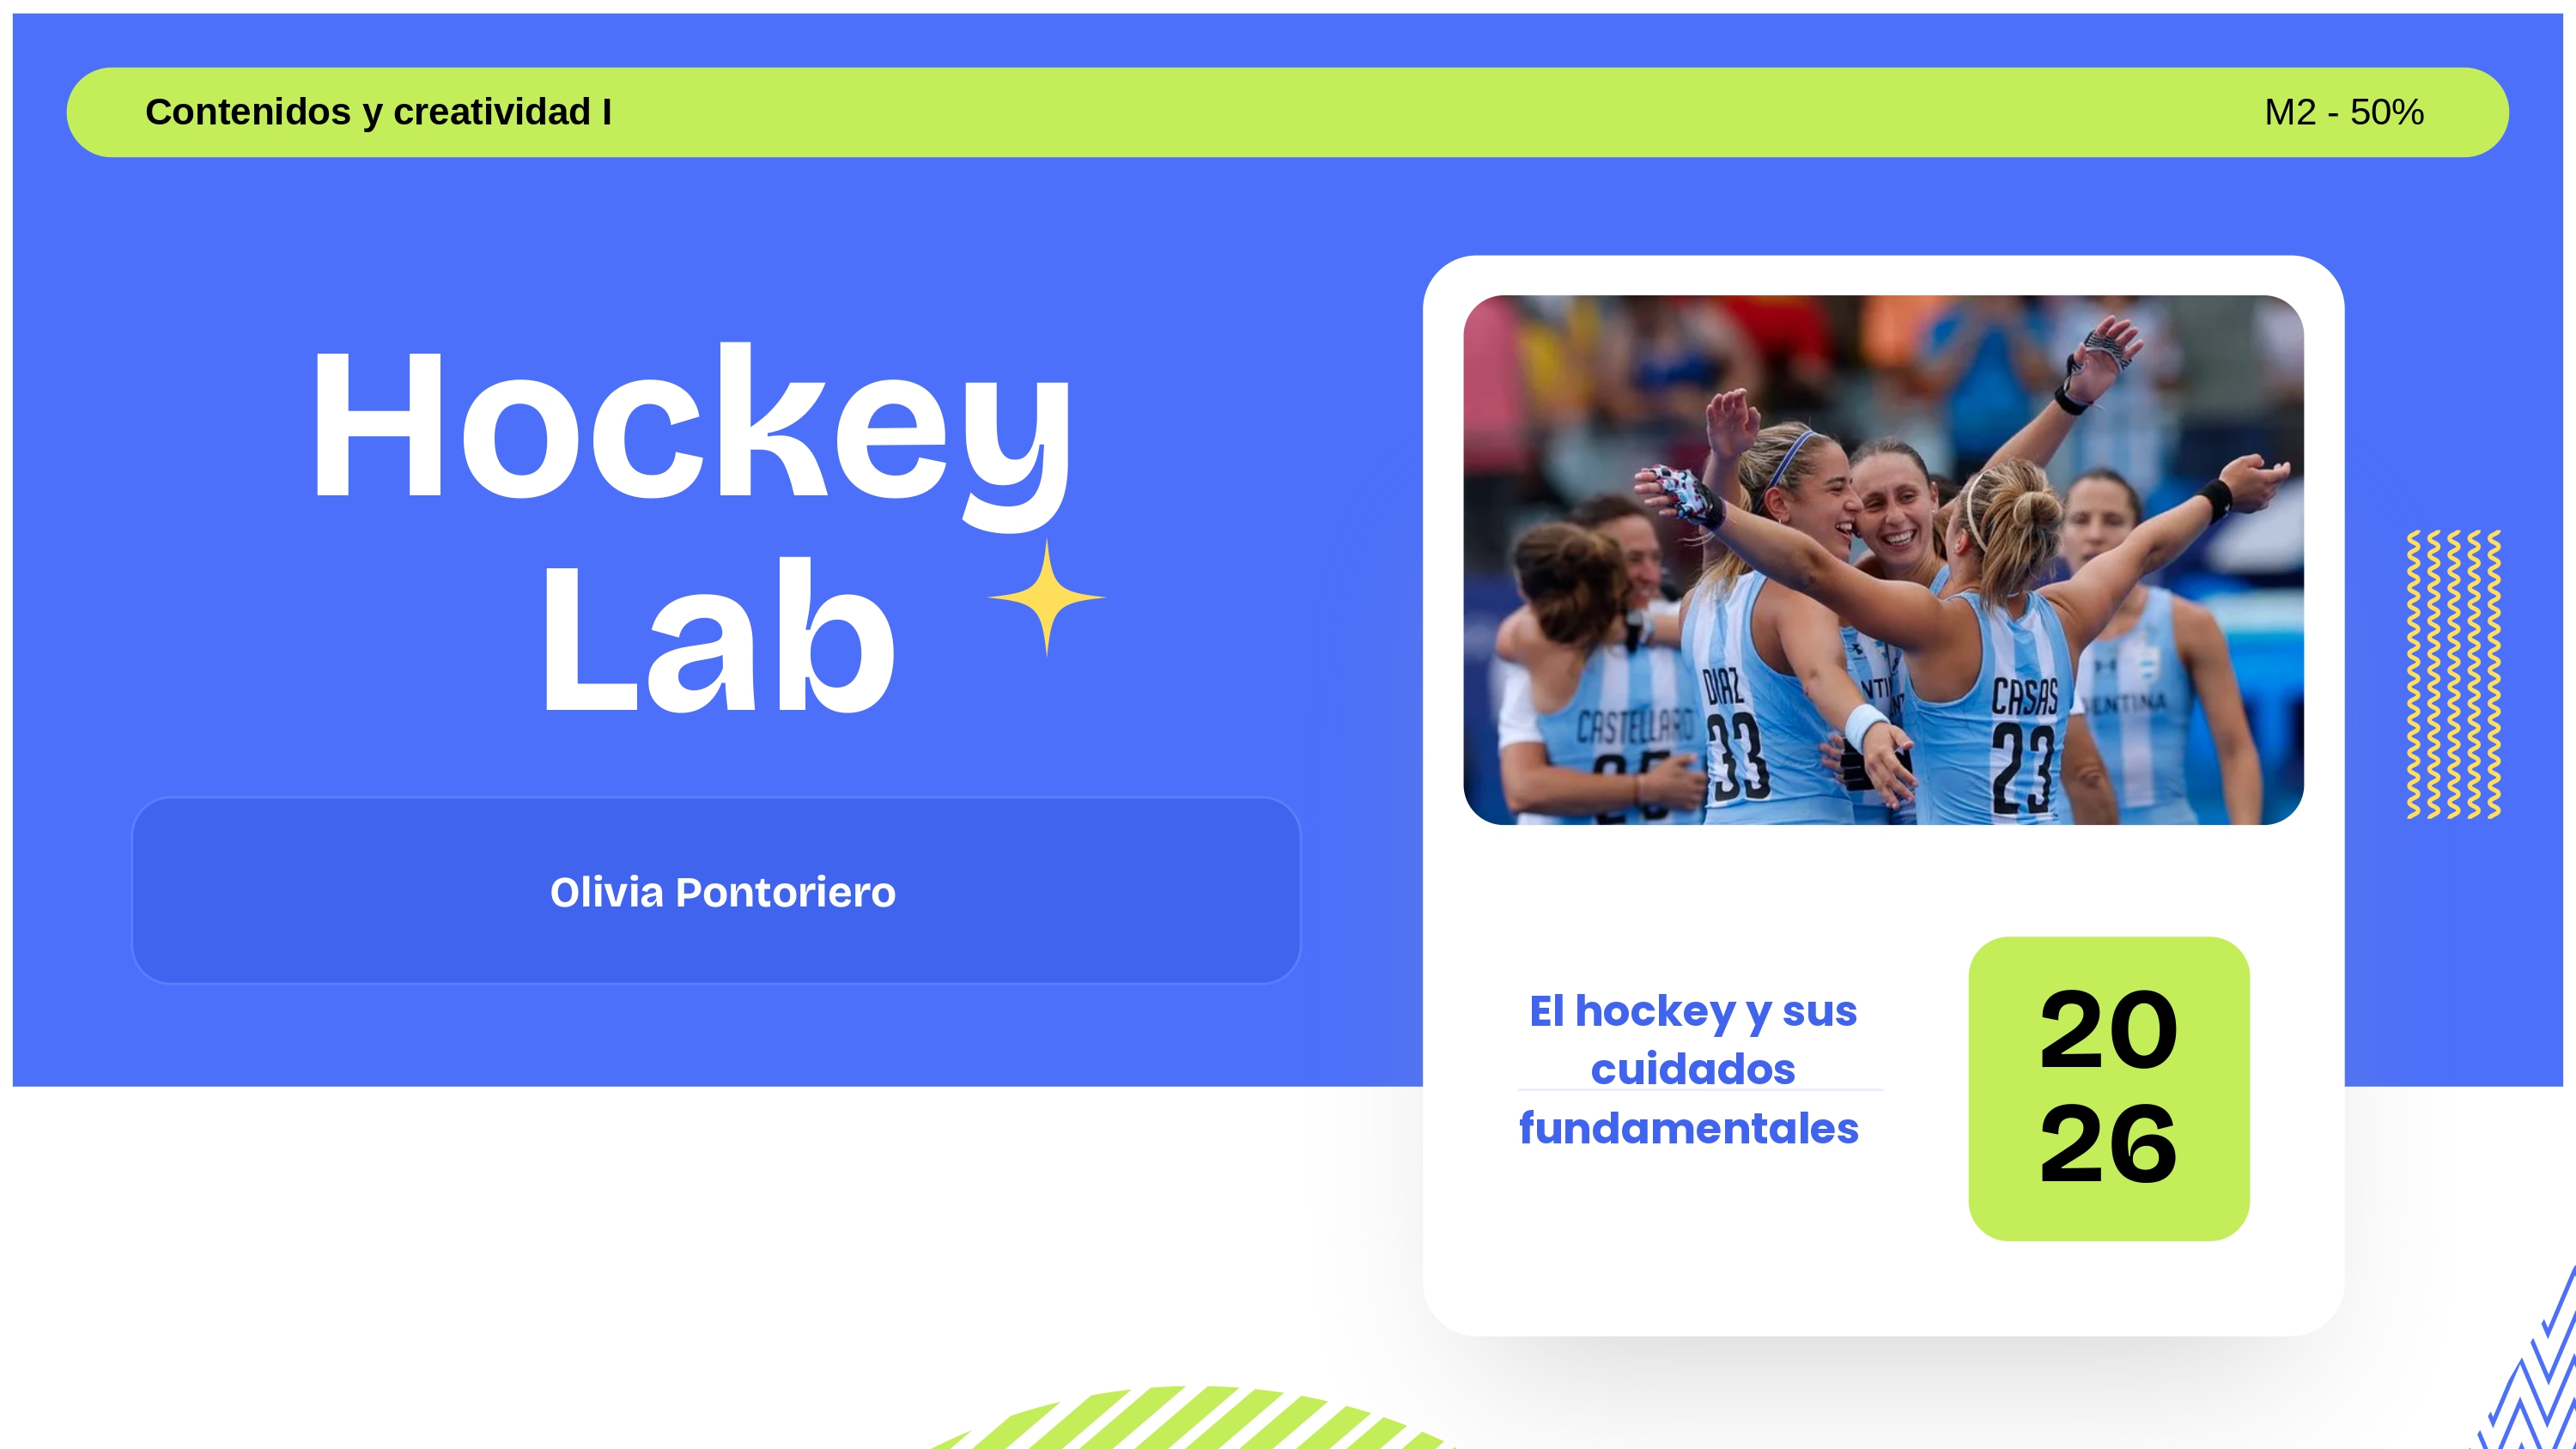 Contenidos y creatividad I
M2 - 50%
Hockey
Lab
Olivia Pontoriero
DIAZ
33
CASAS
23
El hockey y sus
cuidados
fundamentales
20
26